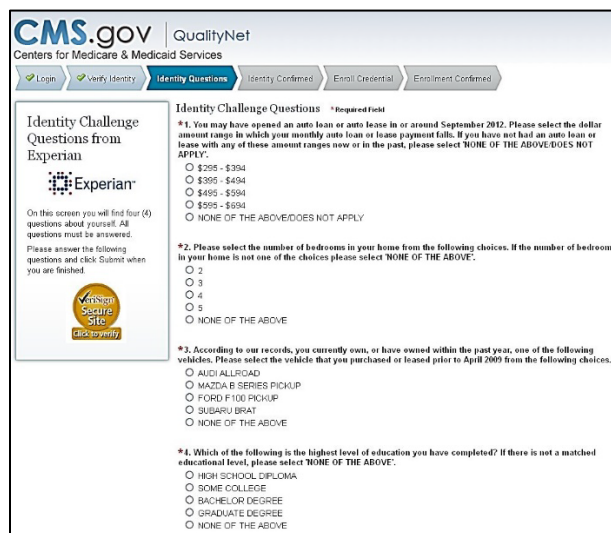 CMS.gov | QualityNet
Centers for Medicare & Medicaid Services
Login Verify Identity Identity Questions Identity Confirmed Enroll Credential Enrollment Confirmed
Identity Challenge
Questions from
Experian
Experian
On this screen you will find four (4)
questions about yourself. All
questions must be answered.
Please answer the following
questions and click Submit when
you are finished.
VeriSign
Secure
Site
Click to verify
Identity Challenge Questions * Required Field
*1. You may have opened an auto loan or auto lease in or around September 2012. Please select the dollar
amount range in which your monthly auto loan or lease payment falls. If you have not had an auto loan or
lease with any of these amount ranges now or in the past, please select 'NONE OF THE ABOVE/DOES NOT
APPLY'.
$295 - $394
$395 - $494
$495 - $594
$595 - $694
NONE OF THE ABOVE/DOES NOT APPLY
*2. Please select the number of bedrooms in your home from the following choices. If the number of bedroom
in your home is not one of the choices please select 'NONE OF THE ABOVE'.
2
3
4
5
NONE OF THE ABOVE
*3. According to our records, you currently own, or have owned within the past year, one of the following
vehicles. Please select the vehicle that you purchased or leased prior to April 2009 from the following choices.
AUDI ALLROAD
MAZDA B SERIES PICKUP
FORD F100 PICKUP
SUBARU BRAT
NONE OF THE ABOVE
*4. Which of the following is the highest level of education you have completed? If there is not a matched
educational level, please select 'NONE OF THE ABOVE'.
HIGH SCHOOL DIPLOMA
SOME COLLEGE
BACHELOR DEGREE
GRADUATE DEGREE
NONE OF THE ABOVE